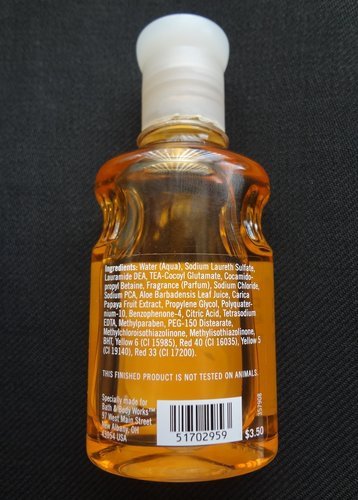 Ingredients: Water (Aqua), Sodium Laureth Sulfate,
Lauramide DEA, TEA-Cocoyl Glutamate, Cocamido-
propyl Betaine, Fragrance (Parfum), Sodium Chloride,
Sodium PCA, Aloe Barbadensis Leaf Juice, Carica
Papaya Fruit Extract, Propylene Glycol, Polyquater-
nium-10, Benzophenone-4, Citric Acid, Tetrasodium
EDTA, Methylparaben, PEG-150 Distearate,
Methylchloroisothiazolinone, Methylisothiazolinone,
BHT, Yellow 6 (CI 15985), Red 40 (CI 16035), Yellow 5
(CI 19140), Red 33 (CI 17200).
THIS FINISHED PRODUCT IS NOT TESTED ON ANIMALS.
Specially made for
Bath & Body Works™
97 West Main Street
New Albany, OH
43054 USA
51702959
357908
$3.50